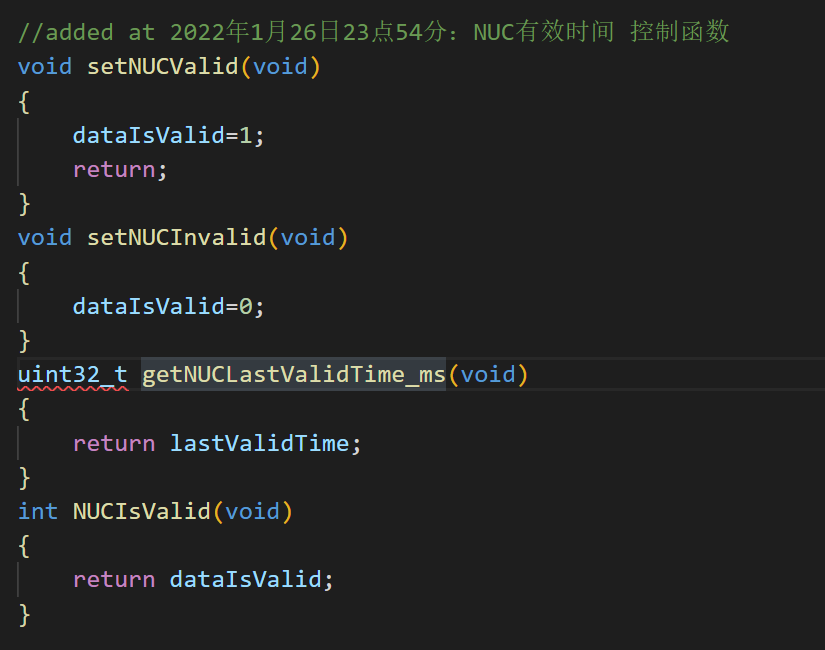 //added at 2022年1月26日23点54分：NUC有效时间 控制函数
void setNUCValid(void)
{
    dataIsValid=1;
    return;
}
void setNUCInvalid(void)
{
    dataIsValid=0;
}
uint32_t getNUCLastValidTime_ms(void)
{
    return lastValidTime;
}
int NUCIsValid(void)
{
    return dataIsValid;
}